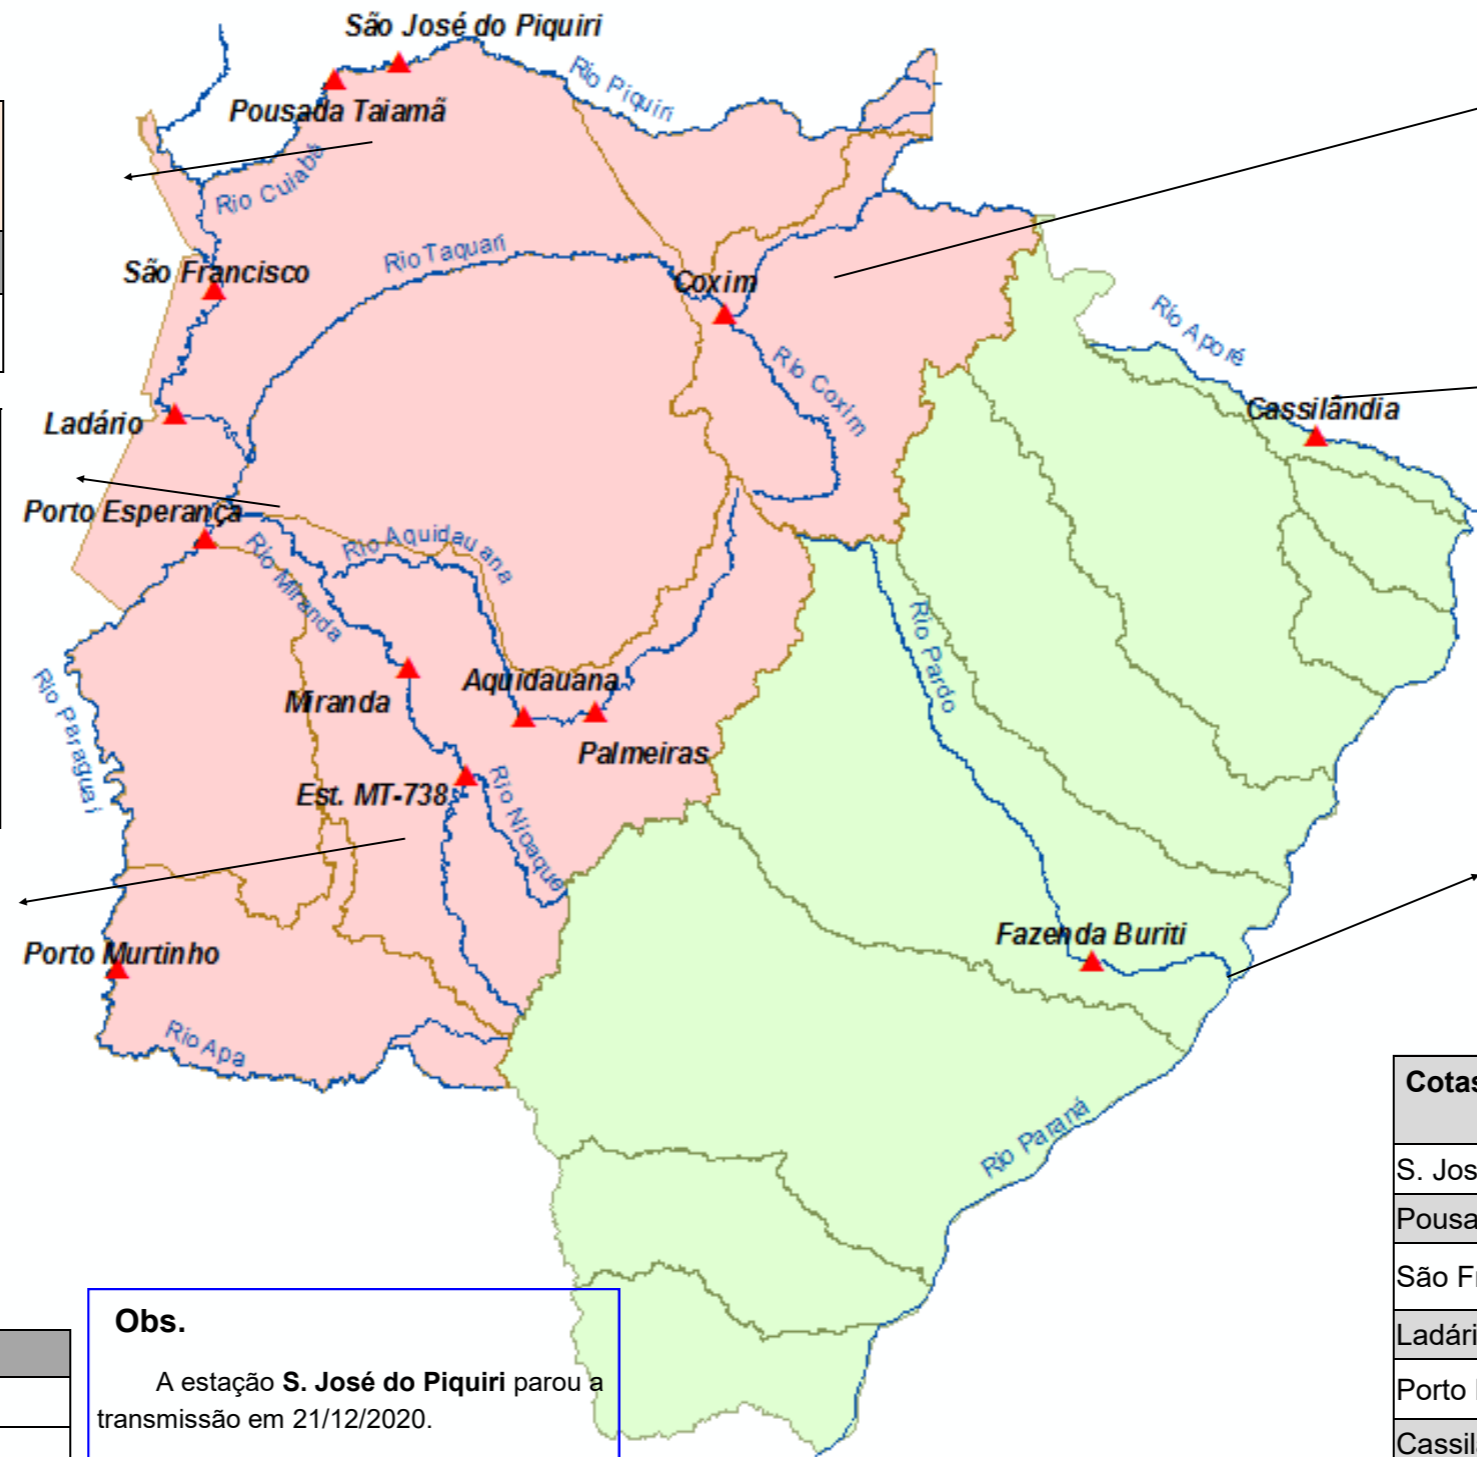 São José do Piquiri
Rio Piquiri
Pousada Taiamã
Rio Cuiabá
Rio Taquari
São Francisco
Coxim
Rio Aporé
Rio Coxim
Cassilândia
Ladário
Porto Esperança
Rio Aquidauana
Rio Miranda
Rio Pardo
Rio Paraguai
Aquidauana
Miranda
Palmeiras
Est. MT-738
Rio Nioaque
Fazenda Buriti
Porto Murtinho
Rio Apa
Rio Paraná
Cotas
S. Jos
Pousa
São Fr
Ladári
Porto
Cassil
Obs.
A estação S. José do Piquiri parou a
transmissão em 21/12/2020.